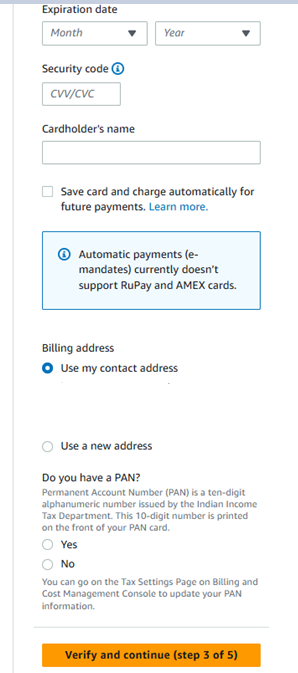 Expiration date
Month Year
Security code
CVV/CVC
Cardholder's name
Save card and charge automatically for
future payments. Learn more.
Automatic payments (e-
mandates) currently doesn't
support RuPay and AMEX cards.
Billing address
Use my contact address
Use a new address
Do you have a PAN?
Permanent Account Number (PAN) is a ten-digit
alphanumeric number issued by the Indian Income
Tax Department. This 10-digit number is printed
on the front of your PAN card.
Yes
No
You can go on the Tax Settings Page on Billing and
Cost Management Console to update your PAN
information.
Verify and continue (step 3 of 5)